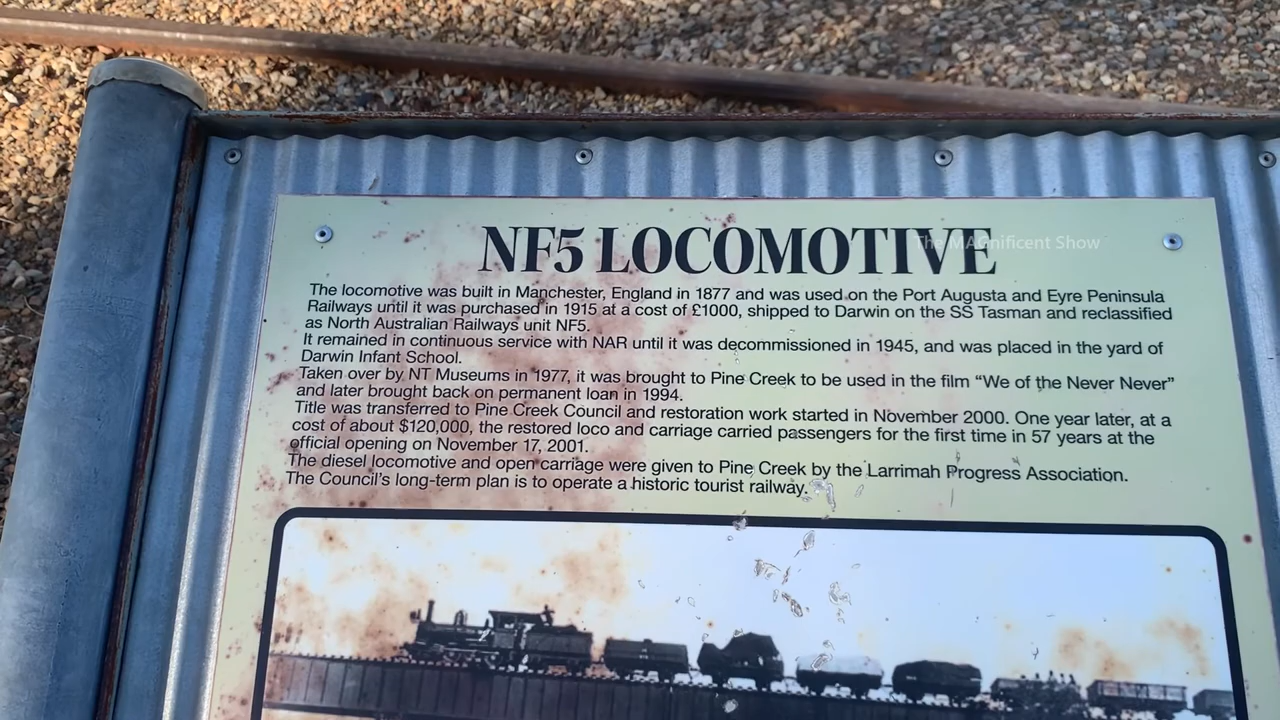 NF5 LOCOMOTIVE
The MAGnificent Show
The locomotive was built in Manchester, England in 1877 and was used on the Port Augusta and Eyre Peninsula
Railways until it was purchased in 1915 at a cost of £1000, shipped to Darwin on the SS Tasman and reclassified
as North Australian Railways unit NF5.
It remained in continuous service with NAR until it was decommissioned in 1945, and was placed in the yard of
Darwin Infant School.
Taken over by NT Museums in 1977, it was brought to Pine Creek to be used in the film “We of the Never Never”
and later brought back on permanent loan in 1994.
Title was transferred to Pine Creek Council and restoration work started in November 2000. One year later, at a
cost of about $120,000, the restored loco and carriage carried passengers for the first time in 57 years at the
official opening on November 17, 2001.
The diesel locomotive and open carriage were given to Pine Creek by the Larrimah Progress Association.
The Council’s long-term plan is to operate a historic tourist railway.